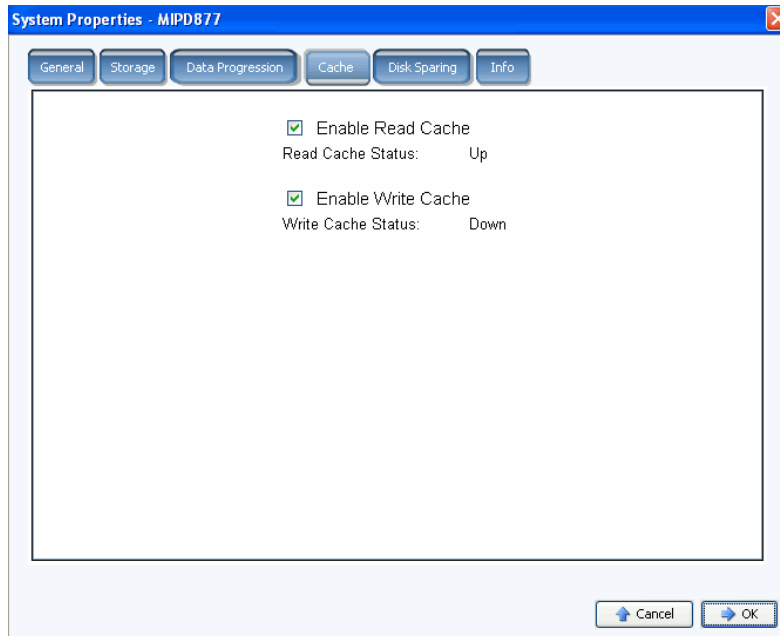 System Properties - MIPD877
General Storage Data Progression Cache Disk Sparing Info
Enable Read Cache
Read Cache Status: Up
Enable Write Cache
Write Cache Status: Down
Cancel OK